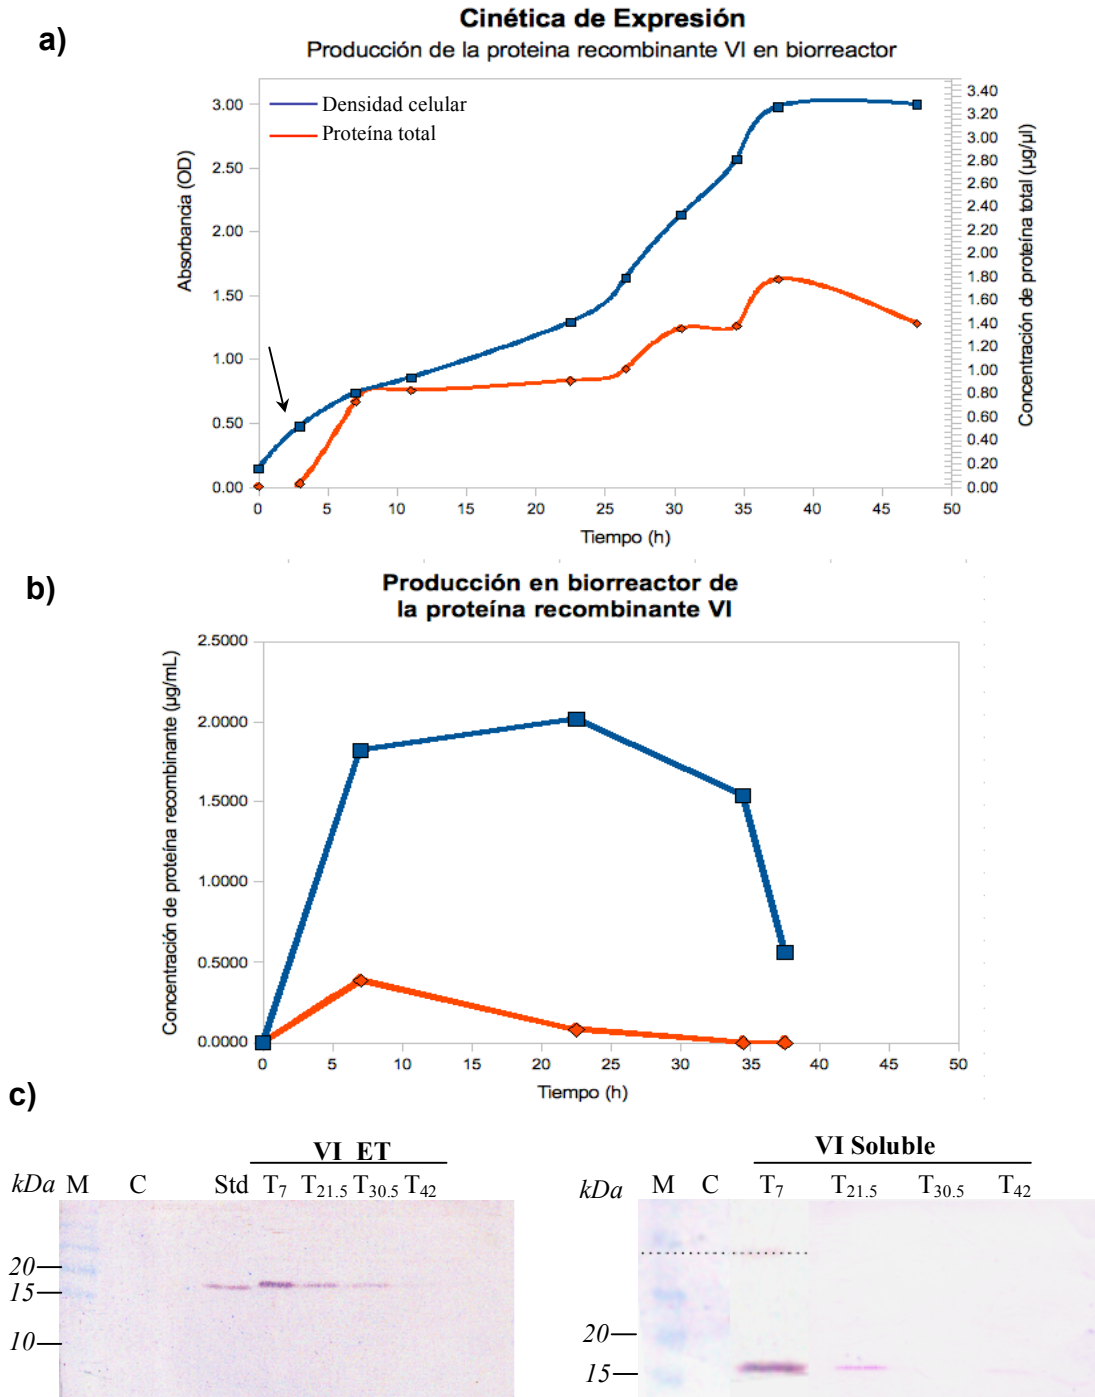 a)
Cinética de Expresión
Producción de la proteina recombinante VI en biorreactor
Densidad celular
Proteína total
Absorbancia (OD)
3.00
2.50
2.00
1.50
1.00
0.50
0.00
Concentración de proteína total (µg/µl)
3.40
3.20
3.00
2.80
2.60
2.40
2.20
2.00
1.80
1.60
1.40
1.20
1.00
0.80
0.60
0.40
0.20
0.00
0 5 10 15 20 25 30 35 40 45 50
Tiempo (h)
b)
Producción en biorreactor de
la proteína recombinante VI
Concentración de proteína recombinante (µg/mL)
2.5000
2.0000
1.5000
1.0000
0.5000
0.0000
0 5 10 15 20 25 30 35 40 45 50
Tiempo (h)
c)
VI ET
kDa M C Std T7 T21.5 T30.5 T42
20
15
10
VI Soluble
kDa M C T7 T21.5 T30.5 T42
20
15